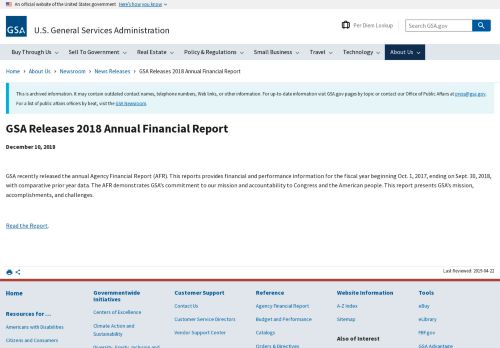 An official website of the United States government Here's how you know
GSA U.S. General Services Administration
Per Diem Lookup
Search GSA.gov
Buy Through Us Sell To Government Real Estate Policy & Regulations Small Business Travel Technology About Us
Home › About Us › Newsroom › News Releases › GSA Releases 2018 Annual Financial Report
This is archived information. It may contain outdated contact names, telephone numbers, Web links, or other information. For up-to-date information visit GSA.gov pages by topic or contact our Office of Public Affairs at press@gsa.gov.
For a list of public affairs officers by beat, visit the GSA Newsroom.
GSA Releases 2018 Annual Financial Report
December 10, 2018
GSA recently released the annual Agency Financial Report (AFR). This reports provides financial and performance information for the fiscal year beginning Oct. 1, 2017, ending on Sept. 30, 2018,
with comparative prior year data. The AFR demonstrates GSA's commitment to our mission and accountability to Congress and the American people. This report presents GSA's mission,
accomplishments, and challenges.
Read the Report.
Last Reviewed: 2019-04-22
Home
Resources for …
Americans with Disabilities
Citizens and Consumers
Governmentwide
Initiatives
Centers of Excellence
Climate Action and
Sustainability
Diversity, Equity, Inclusion and
Customer Support
Contact Us
Customer Service Directors
Vendor Support Center
Reference
Agency Financial Report
Budget and Performance
Catalogs
Orders & Directives
Website Information
A-Z Index
Sitemap
Also of Interest
Tools
eBuy
eLibrary
FBF.gov
GSA Advantage